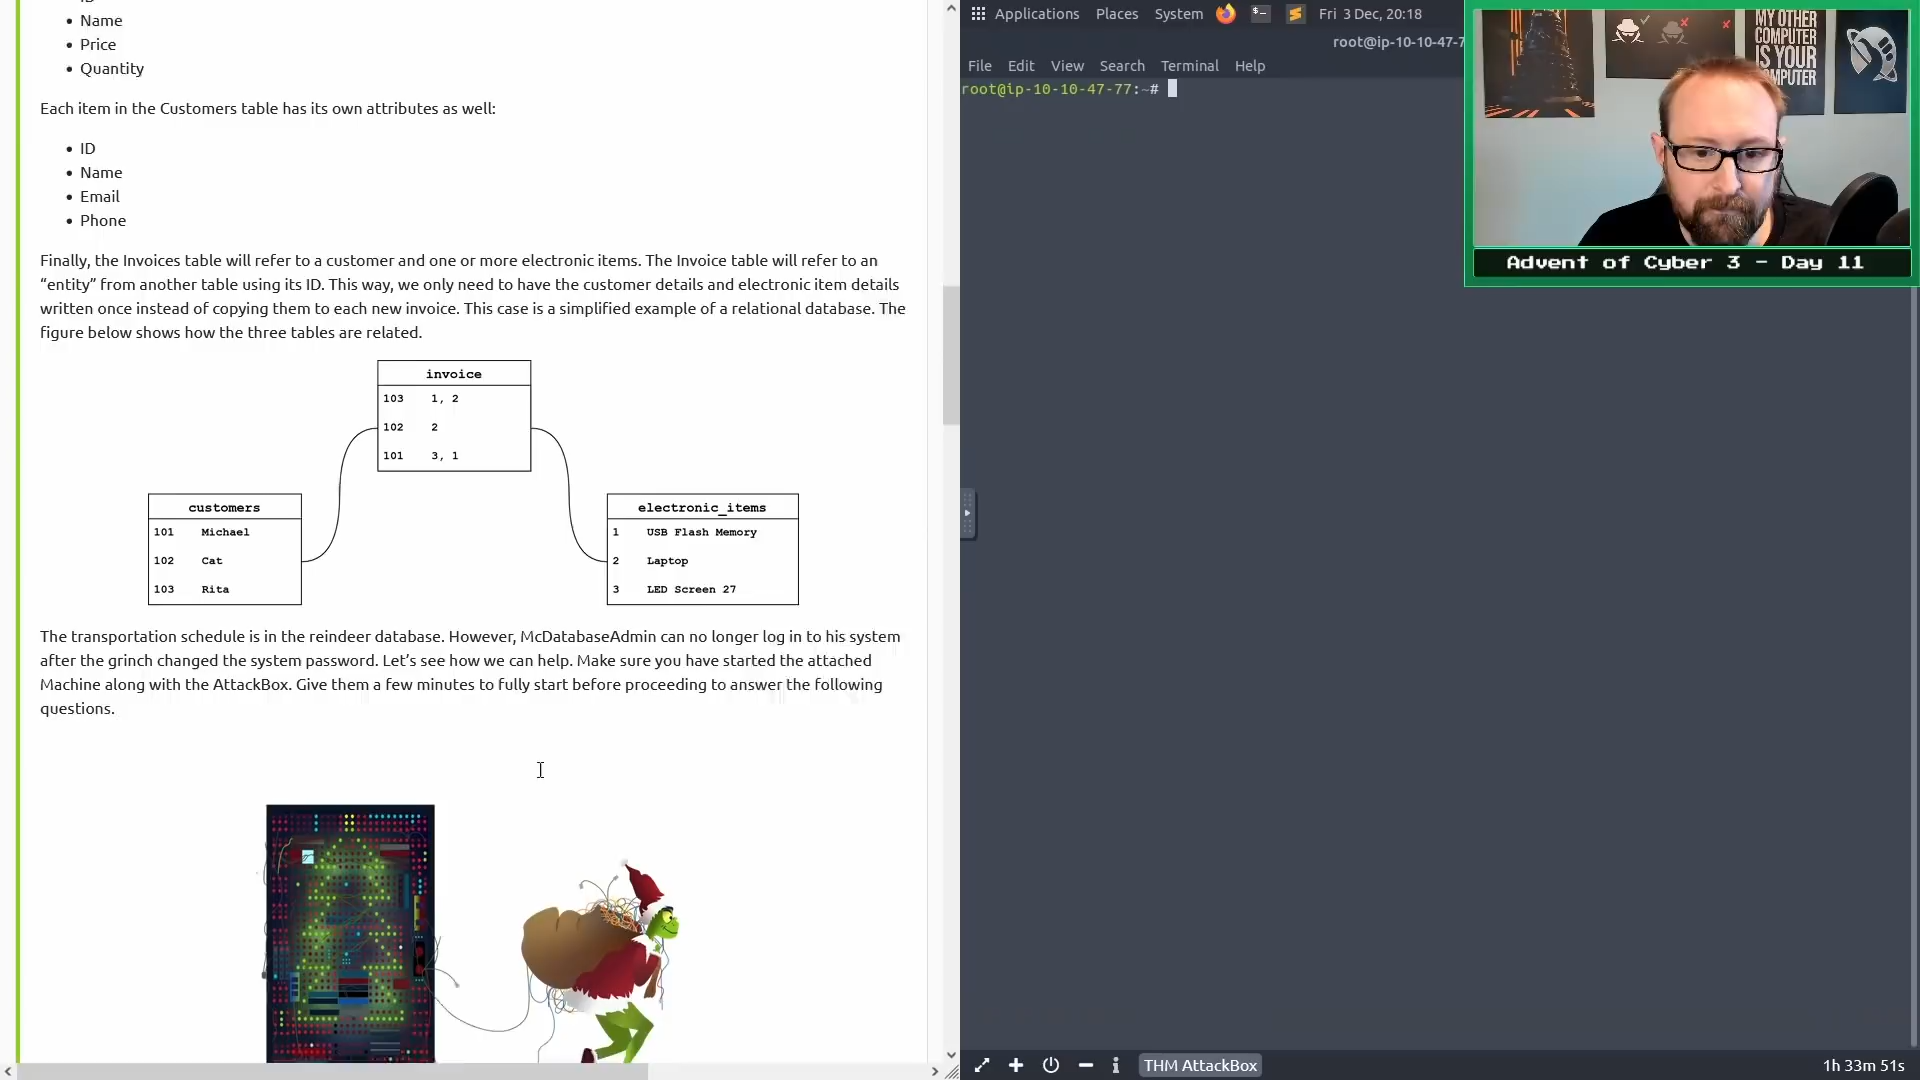 • Name
• Price
• Quantity
Each item in the Customers table has its own attributes as well:
• ID
• Name
• Email
• Phone
Finally, the Invoices table will refer to a customer and one or more electronic items. The Invoice table will refer to an
“entity” from another table using its ID. This way, we only need to have the customer details and electronic item details
written once instead of copying them to each new invoice. This case is a simplified example of a relational database. The
figure below shows how the three tables are related.
invoice
103 1, 2
102 2
101 3, 1
customers
101 Michael
102 Cat
103 Rita
electronic_items
1 USB Flash Memory
2 Laptop
3 LED Screen 27
The transportation schedule is in the reindeer database. However, McDatabaseAdmin can no longer log in to his system
after the grinch changed the system password. Let’s see how we can help. Make sure you have started the attached
Machine along with the AttackBox. Give them a few minutes to fully start before proceeding to answer the following
questions.
Applications Places System Fri 3 Dec, 20:18
root@ip-10-10-47-7
File Edit View Search Terminal Help
root@ip-10-10-47-77:~#
MY OTHER
COMPUTER
IS YOUR
COMPUTER
Advent of Cyber 3 - Day 11
THM AttackBox
1h 33m 51s